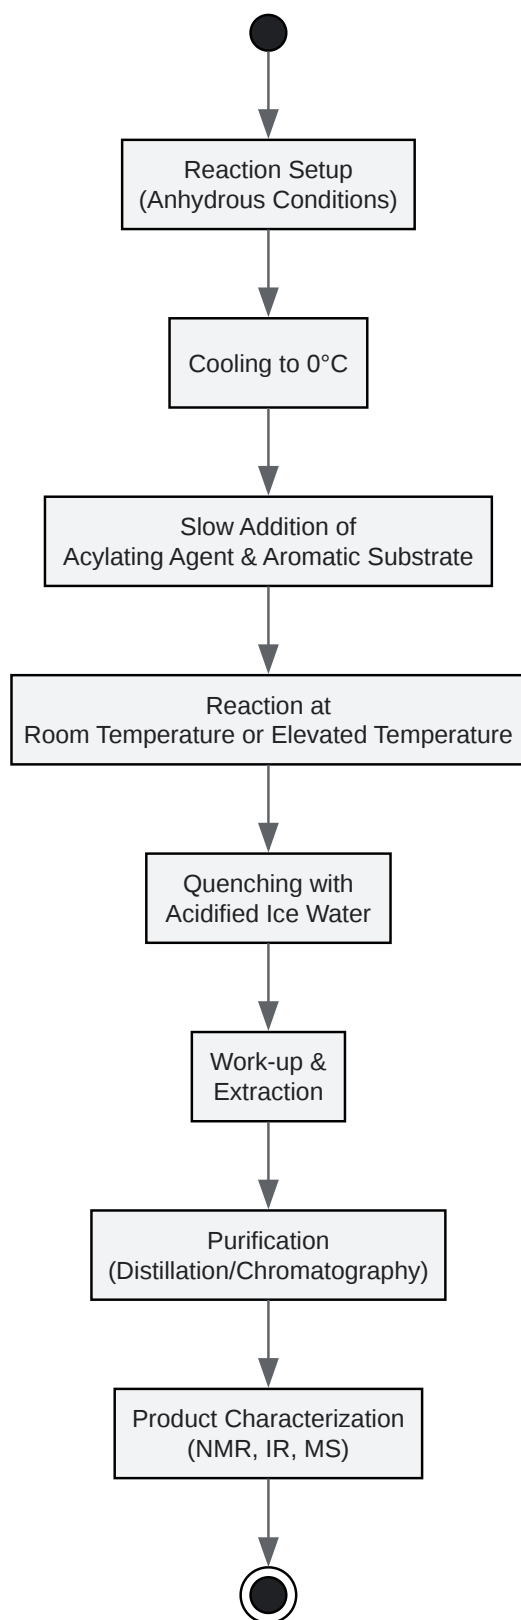 Reaction Setup
(Anhydrous Conditions)
Cooling to 0°C
Slow Addition of
Acylating Agent & Aromatic Substrate
Reaction at
Room Temperature or Elevated Temperature
Quenching with
Acidified Ice Water
Work-up &
Extraction
Purification
(Distillation/Chromatography)
Product Characterization
(NMR, IR, MS)